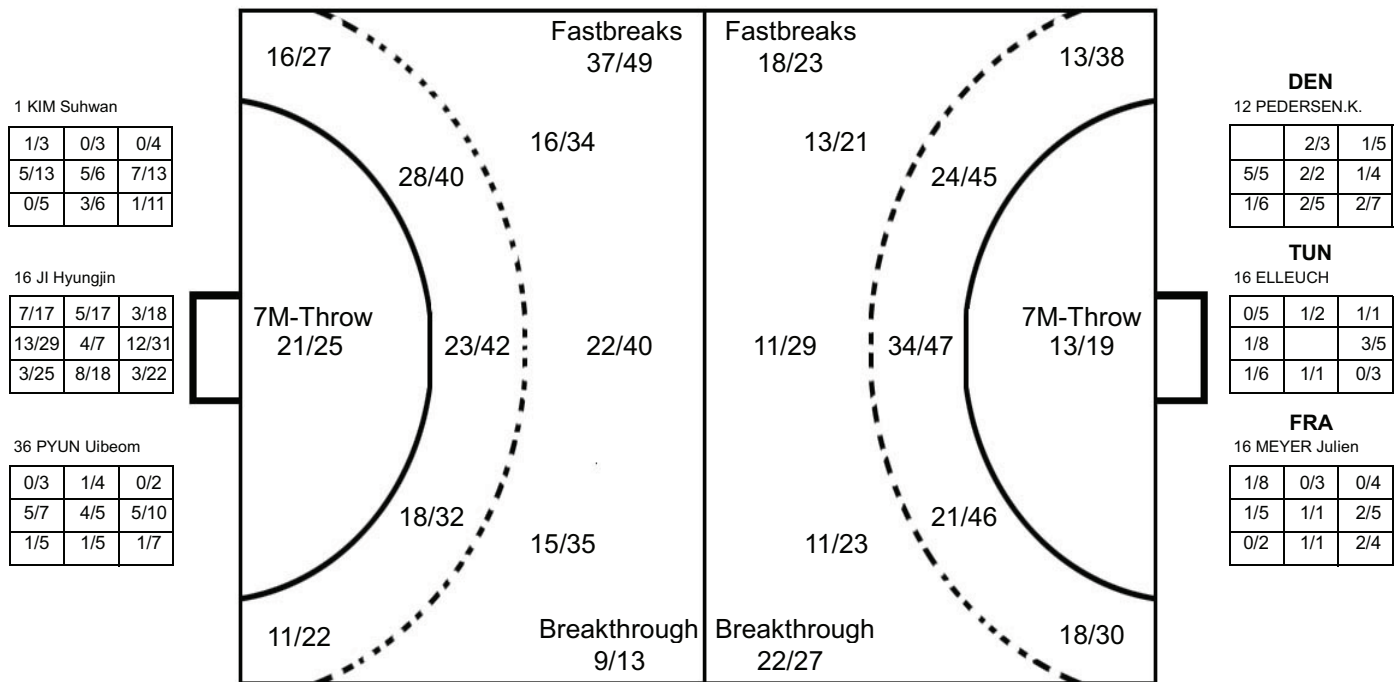 1 KIM Suhwan
1/3 0/3 0/4
5/13 5/6 7/13
0/5 3/6 1/11
16 JI Hyungjin
7/17 5/17 3/18
13/29 4/7 12/31
3/25 8/18 3/22
36 PYUN Uibeom
0/3 1/4 0/2
5/7 4/5 5/10
1/5 1/5 1/7
16/27
Fastbreaks
37/49
16/34
28/40
7M-Throw
21/25
23/42
22/40
18/32
15/35
11/22
Breakthrough
9/13
Fastbreaks
18/23
13/38
13/21
24/45
11/29
34/47
7M-Throw
13/19
21/46
11/23
Breakthrough
22/27
18/30
DEN
12 PEDERSEN.K.
2/3 1/5
5/5 2/2 1/4
1/6 2/5 2/7
TUN
16 ELLEUCH
0/5 1/2 1/1
1/8 3/5
1/6 1/1 0/3
FRA
16 MEYER Julien
1/8 0/3 0/4
1/5 1/1 2/5
0/2 1/1 2/4